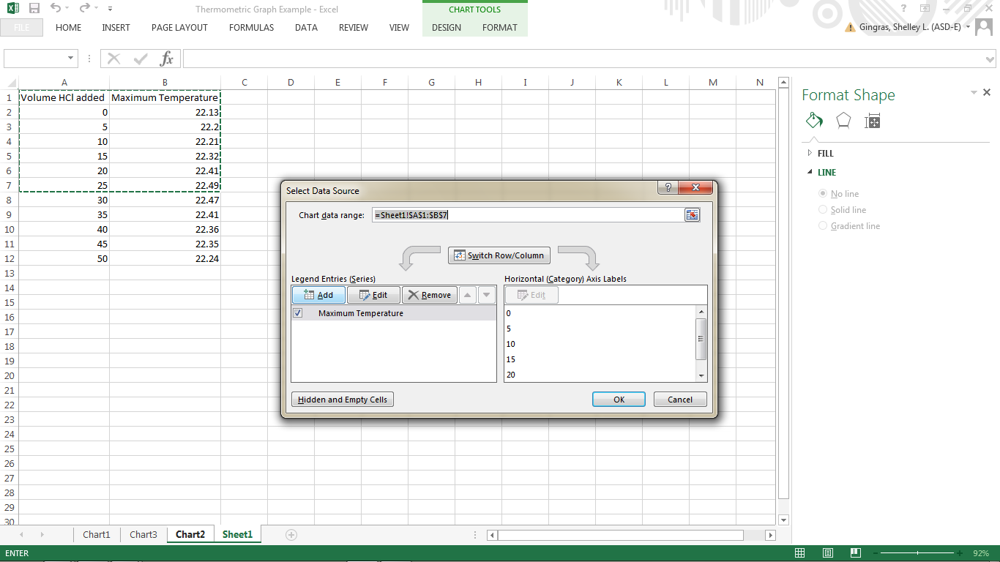 Thermometric Graph Example - Excel
CHART TOOLS
FILE HOME INSERT PAGE LAYOUT FORMULAS DATA REVIEW VIEW DESIGN FORMAT
Gingras, Shelley L. (ASD-E)
fx
A B C D E F G H I J K L M N
1 Volume HCl added Maximum Temperature
2 0 22.13
3 5 22.2
4 10 22.21
5 15 22.32
6 20 22.41
7 25 22.49
8 30 22.47
9 35 22.41
10 40 22.36
11 45 22.35
12 50 22.24
13
14
15
16
17
18
19
20
21
22
23
24
25
26
27
28
29
30
Select Data Source
?
Chart data range: =Sheet1!$A$1:$B$7
Switch Row/Column
Legend Entries (Series)
Horizontal (Category) Axis Labels
Add Edit Remove
Edit
Maximum Temperature
0
5
10
15
20
Hidden and Empty Cells
OK Cancel
Format Shape
FILL
LINE
No line
Solid line
Gradient line
Chart1 Chart3 Chart2 Sheet1
ENTER
92%